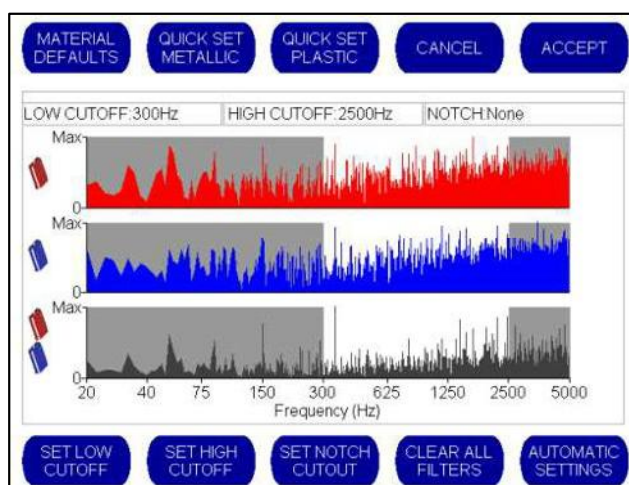 MATERIAL
DEFAULTS
QUICK SET
METALLIC
QUICK SET
PLASTIC
CANCEL
ACCEPT
LOW CUTOFF:300Hz
HIGH CUTOFF:2500Hz
NOTCH:None
Max
0
Max
0
Max
0
20 40 75 150 300 625 1250 2500 5000
Frequency (Hz)
SET LOW
CUTOFF
SET HIGH
CUTOFF
SET NOTCH
CUTOUT
CLEAR ALL
FILTERS
AUTOMATIC
SETTINGS